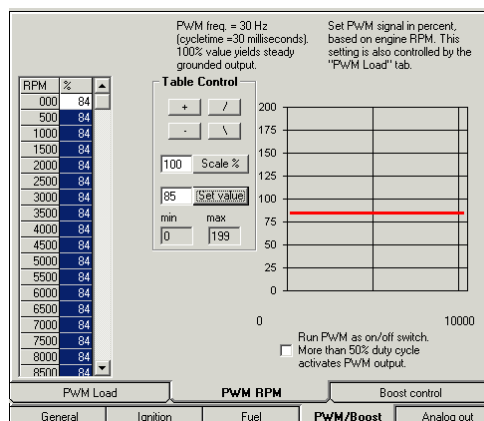 PWM freq. = 30 Hz
(cycletime =30 milliseconds).
100% value yields steady
grounded output.
Set PWM signal in percent,
based on engine RPM. This
setting is also controlled by the
"PWM Load" tab.
RPM %
000 84
500 84
1000 84
1500 84
2000 84
2500 84
3000 84
3500 84
4000 84
4500 84
5000 84
5500 84
6000 84
6500 84
7000 84
7500 84
8000 84
8500 84
Table Control
+ /
- \
100 Scale %
85 Set value
min max
0 199
200
175
150
125
100
75
50
25
0
0 10000
Run PWM as on/off switch.
More than 50% duty cycle
activates PWM output.
PWM Load PWM RPM Boost control
General Ignition Fuel PWM/Boost Analog out